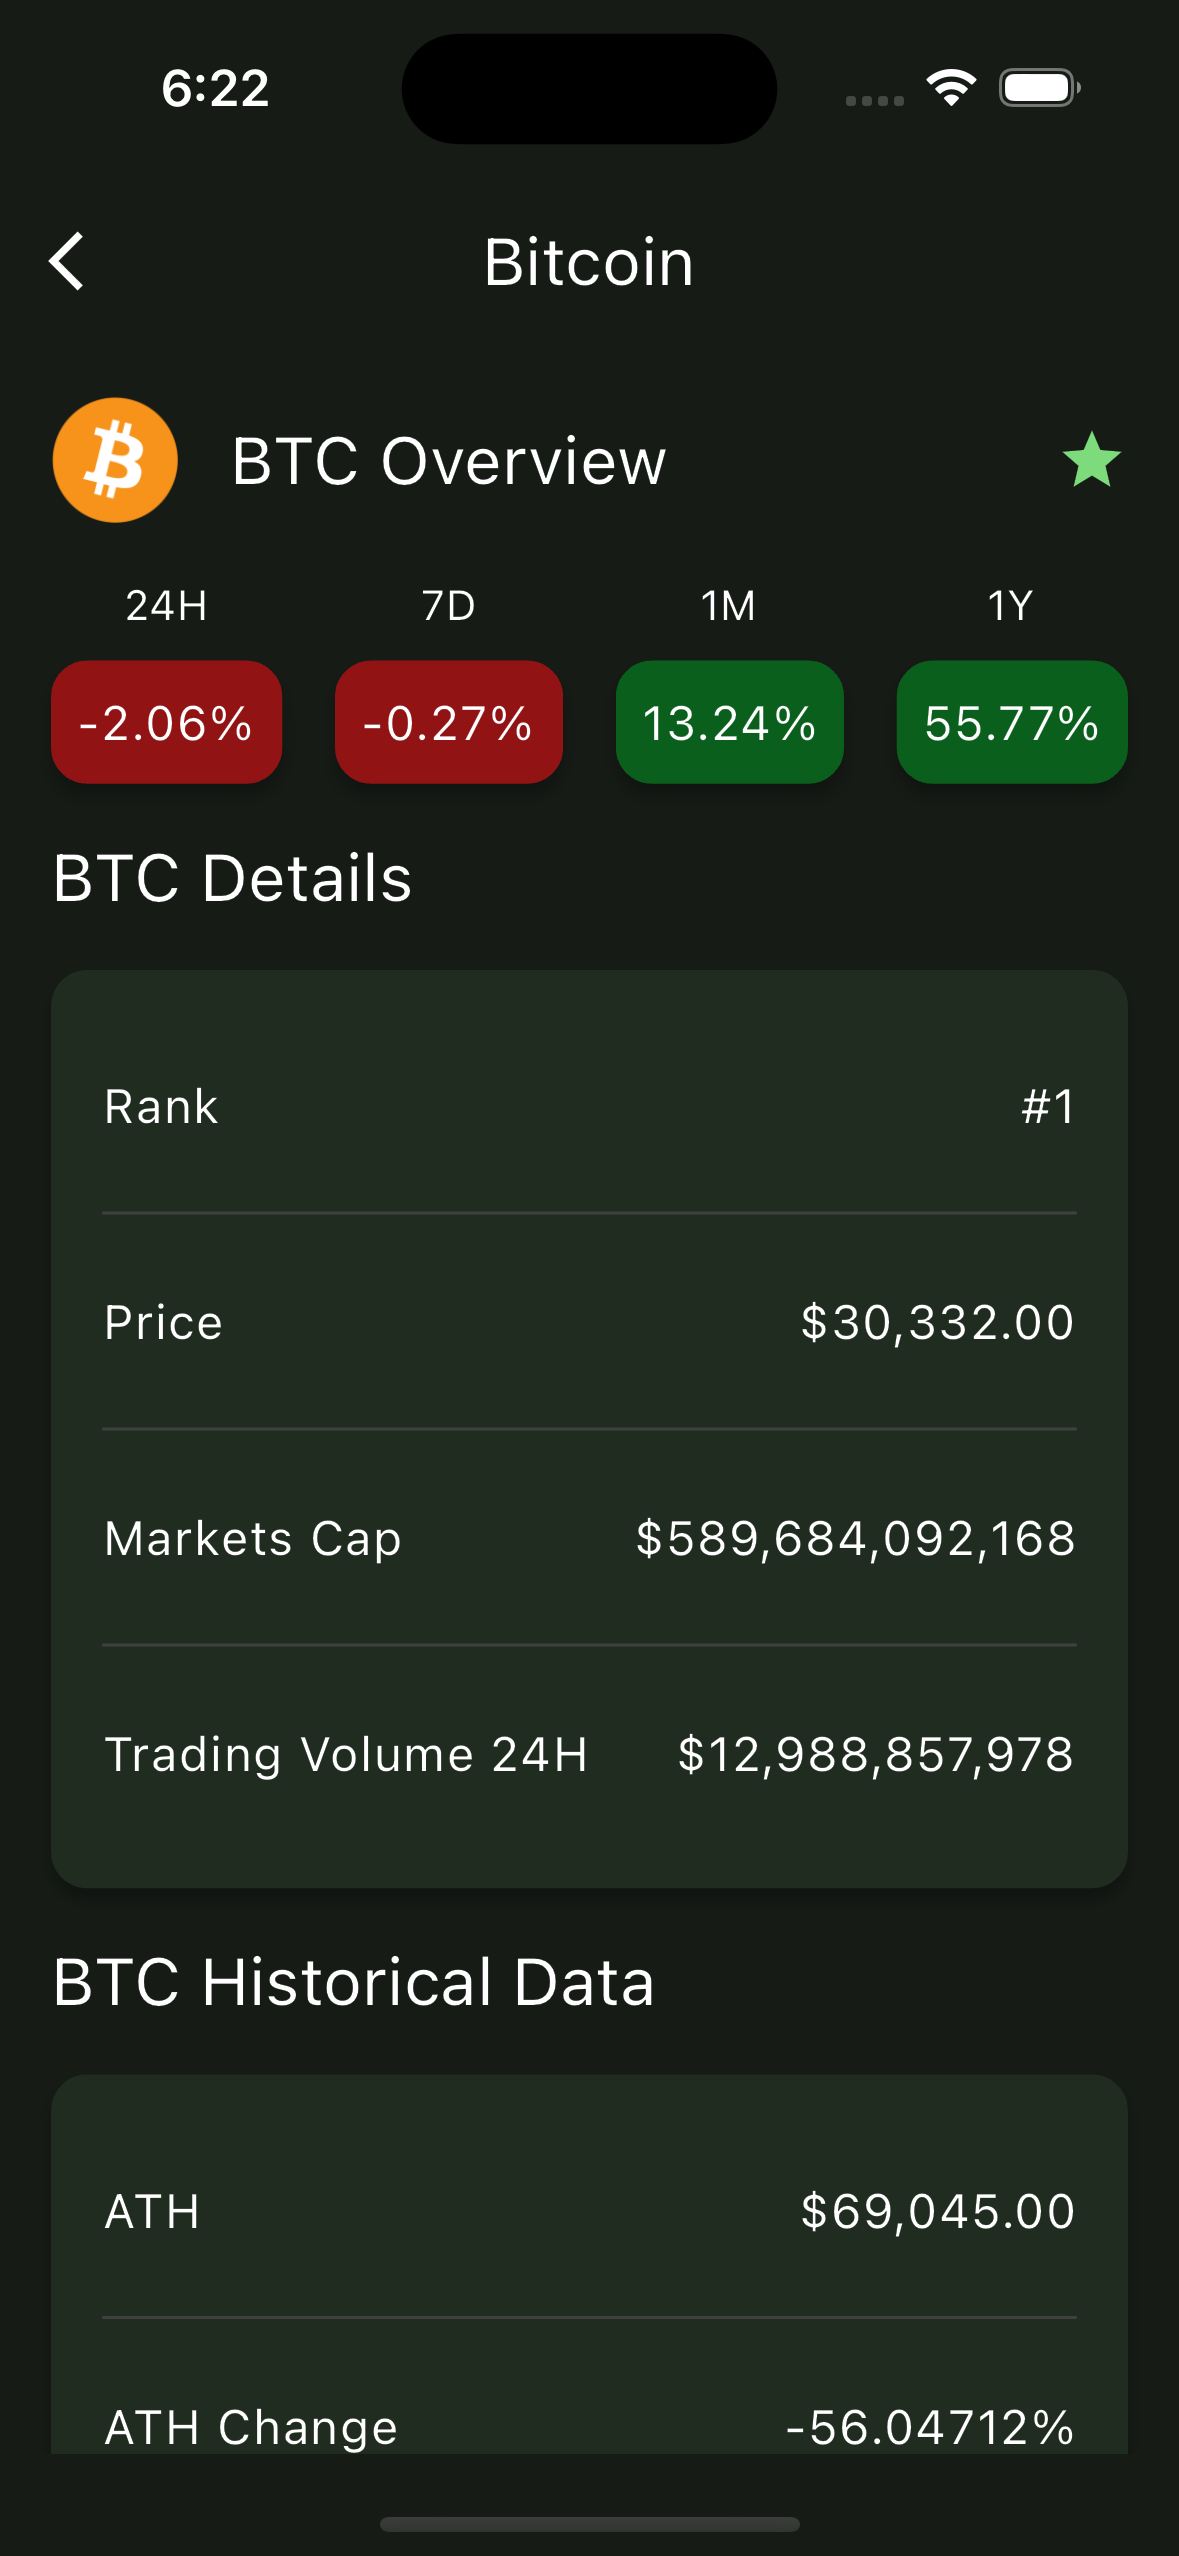 6:22
Bitcoin
BTC Overview
24H 7D 1M 1Y
-2.06% -0.27% 13.24% 55.77%
BTC Details
Rank #1
Price $30,332.00
Markets Cap $589,684,092,168
Trading Volume 24H $12,988,857,978
BTC Historical Data
ATH $69,045.00
ATH Change -56.04712%